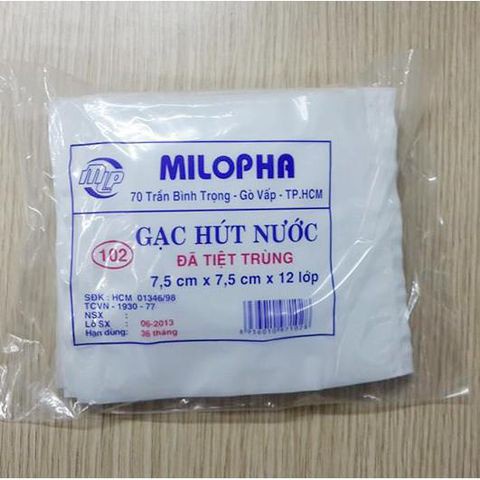 MLP
MILOPHA
70 Trần Bình Trọng - Gò Vấp - TP.HCM
102
GẠC HÚT NƯỚC
ĐÃ TIỆT TRÙNG
7,5 cm x 7,5 cm x 12 lớp
SĐK : HCM 01346/98
TCVN - 1930 - 77
NSX :
Lô SX : 06-2013
Hạn dùng: 36 tháng